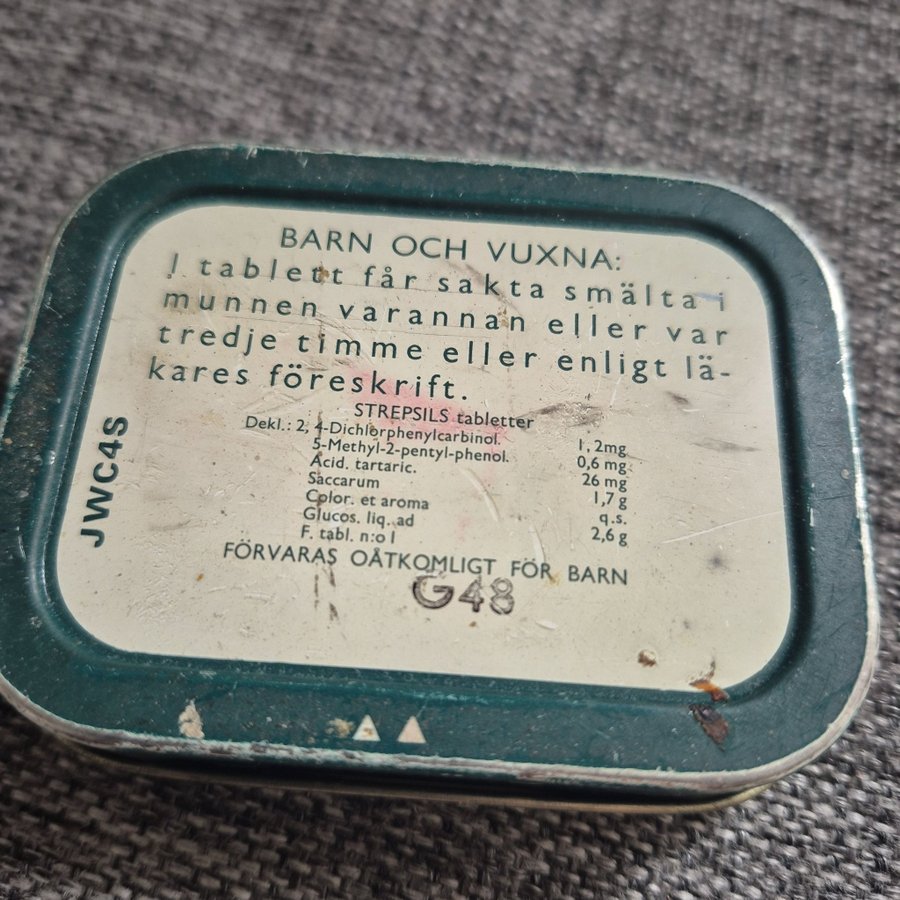 BARN OCH VUXNA:
1 tablett får sakta smälta i
munnen varannan eller var
tredje timme eller enligt lä-
kares föreskrift.
STREPSILS tabletter
Dekl.: 2, 4-Dichlorphenylcarbinol. 1,2mg
5-Methyl-2-pentyl-phenol. 0,6 mg
Acid. tartaric. 26 mg
Saccarum 1,7 g
Color. et aroma q.s.
Glucos. liq. ad 2,6 g
F. tabl. n:o 1
FÖRVARAS OÅTKOMLIGT FÖR BARN
G48
JWC4S